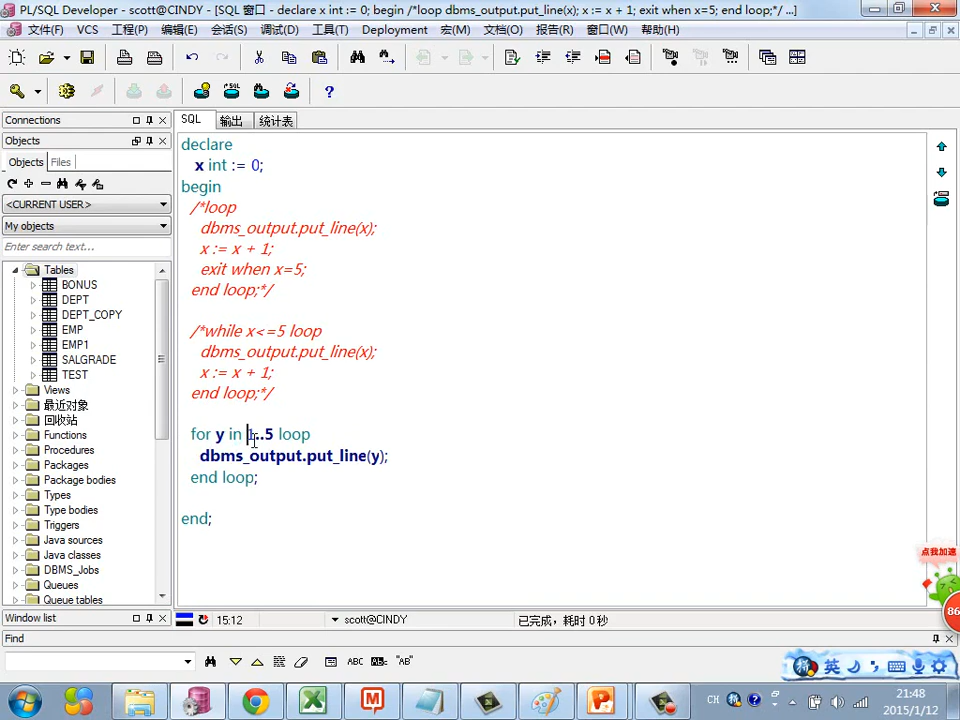 PL/SQL Developer - scott@CINDY - [SQL 窗口 - declare x int := 0; begin /*loop dbms_output.put_line(x); x := x + 1; exit when x=5; end loop;*/ ...]
文件(F) VCS 工程(P) 编辑(E) 会话(S) 调试(D) 工具(T) Deployment 宏(M) 文档(O) 报告(R) 窗口(W) 帮助(H)
Connections
Objects
Objects Files
<CURRENT USER>
My objects
Enter search text...
Tables
BONUS
DEPT
DEPT_COPY
EMP
EMP1
SALGRADE
TEST
Views
最近对象
回收站
Functions
Procedures
Packages
Package bodies
Types
Type bodies
Triggers
Java sources
Java classes
DBMS_Jobs
Queues
Queue tables
Window list
SQL 输出 统计表
declare
x int := 0;
begin
/*loop
dbms_output.put_line(x);
x := x + 1;
exit when x=5;
end loop;*/
/*while x<=5 loop
dbms_output.put_line(x);
x := x + 1;
end loop;*/
for y in 1..5 loop
dbms_output.put_line(y);
end loop;
end;
点我加速
86
15:12 scott@CINDY 已完成，耗时 0 秒
Find
ABC "AB"
英
CH
21:48
2015/1/12